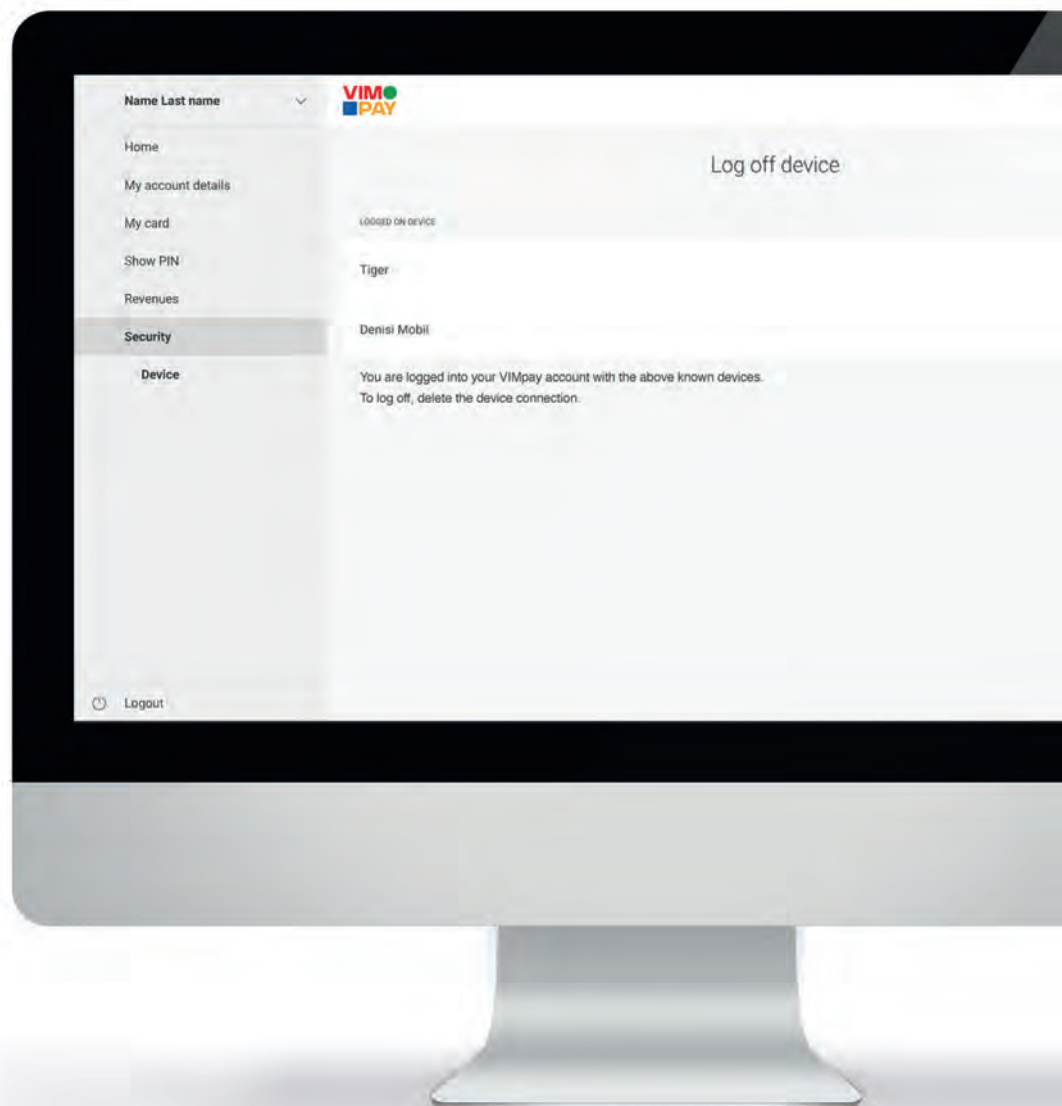 Name Last name
VIMPAY
Home
My account details
My card
Show PIN
Revenues
Security
Device
Logout
Log off device
LOGGED ON DEVICE
Tiger
Denisi Mobil
You are logged into your VIMpay account with the above known devices.
To log off, delete the device connection.